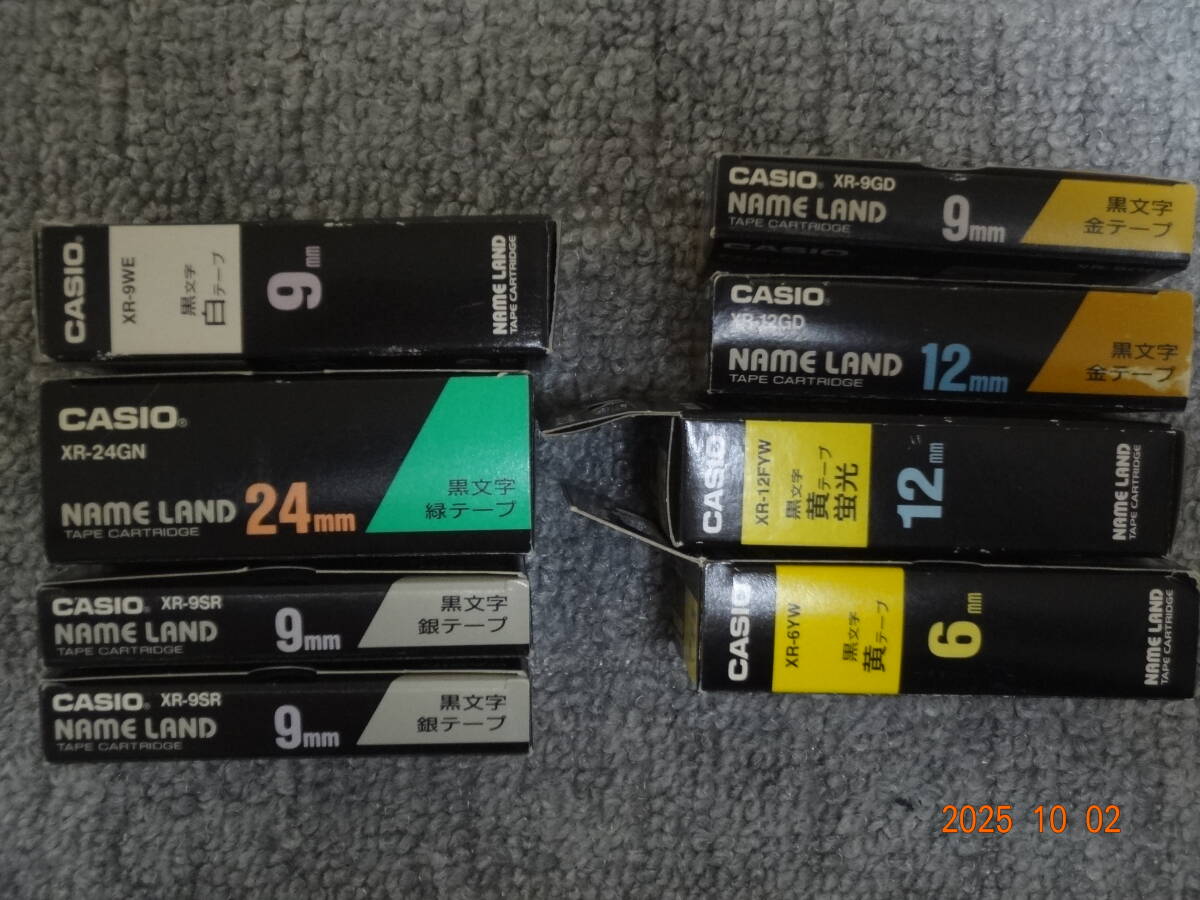 CASIO®
XR-9WE
黒文字
白テープ
9mm
NAME LAND
TAPE CARTRIDGE
CASIO®
XR-24GN
NAME LAND 24mm
TAPE CARTRIDGE
黒文字
緑テープ
CASIO® XR-9SR
NAME LAND 9mm
TAPE CARTRIDGE
黒文字
銀テープ
CASIO® XR-9SR
NAME LAND 9mm
TAPE CARTRIDGE
黒文字
銀テープ
CASIO® XR-9GD
NAME LAND 9mm
TAPE CARTRIDGE
黒文字
金テープ
CASIO
CASIO®
XR-12GD
NAME LAND 12mm
TAPE CARTRIDGE
黒文字
金テープ
CASIO
XR-12FYW
黒文字
黄テープ
蛍光
12mm
NAME LAND
TAPE CARTRIDGE
CASIO
XR-6YW
黒文字
黄テープ
6mm
NAME LAND
TAPE CARTRIDGE
2025 10 02